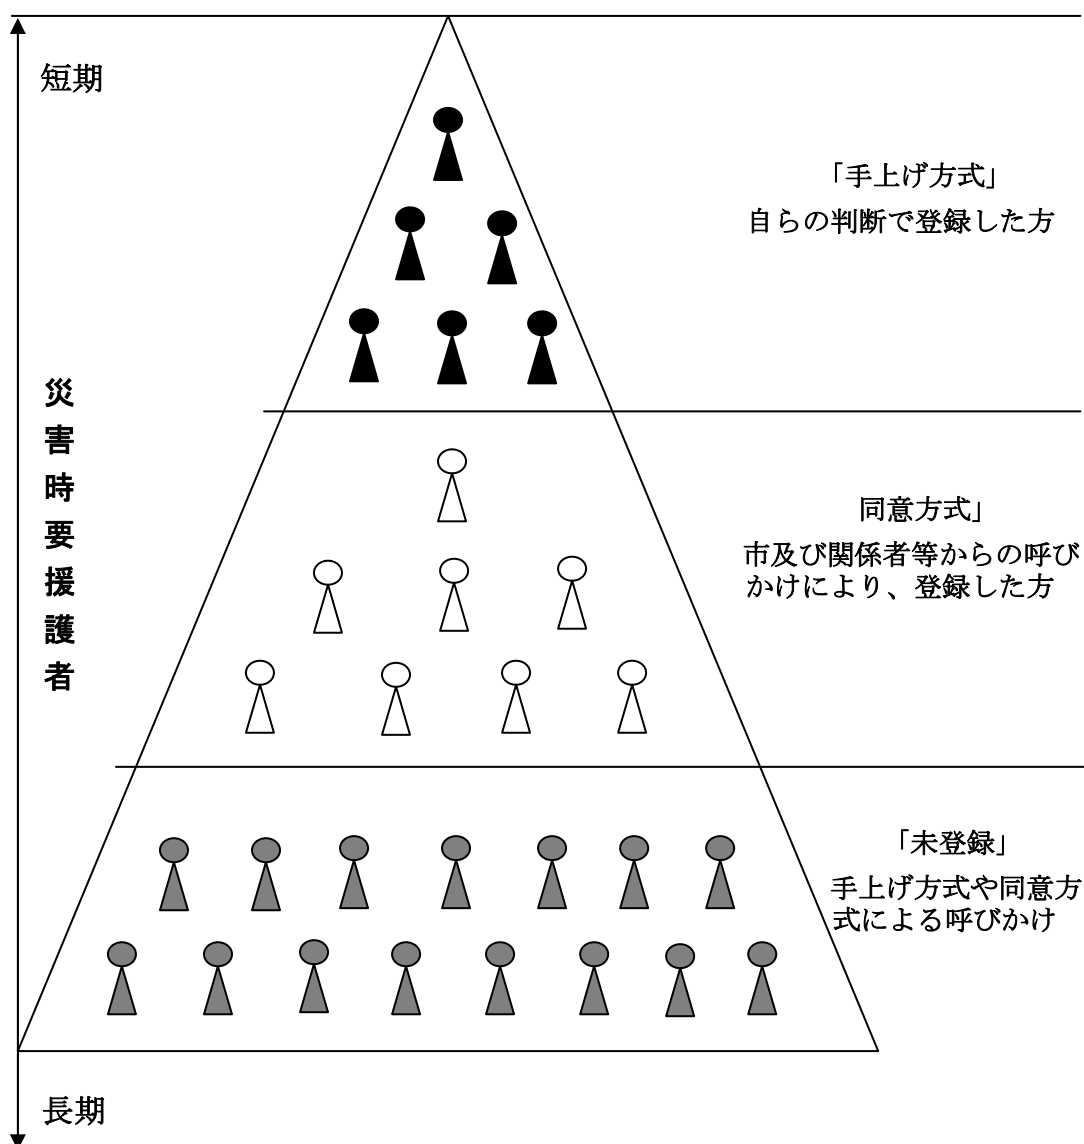 短期
「手上げ方式」
自らの判断で登録した方
災害時要援護者
同意方式」
市及び関係者等からの呼び
かけにより、登録した方
「未登録」
手上げ方式や同意方
式による呼びかけ
長期